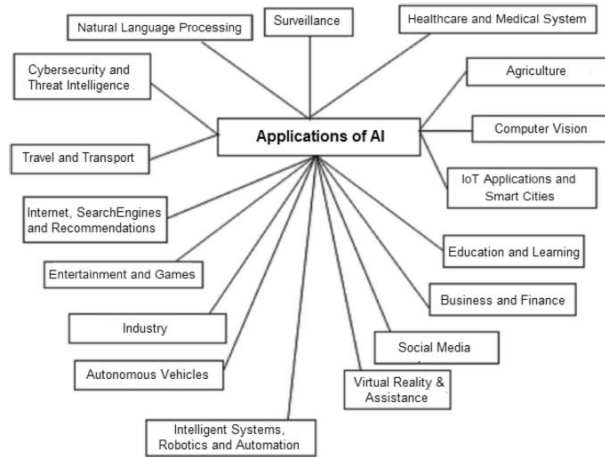 Natural Language Processing
Surveillance
Healthcare and Medical System
Cybersecurity and
Threat Intelligence
Agriculture
Applications of AI
Computer Vision
Travel and Transport
IoT Applications and
Smart Cities
Internet, SearchEngines
and Recommendations
Education and Learning
Entertainment and Games
Business and Finance
Industry
Social Media
Autonomous Vehicles
Virtual Reality &
Assistance
Intelligent Systems,
Robotics and Automation